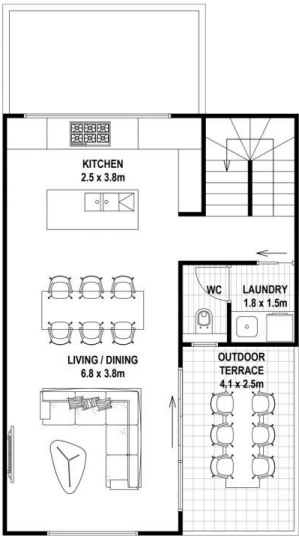 KITCHEN
2.5 x 3.8m
WC
LAUNDRY
1.8 x 1.5m
LIVING / DINING
6.8 x 3.8m
OUTDOOR
TERRACE
4,1 x 2.5m